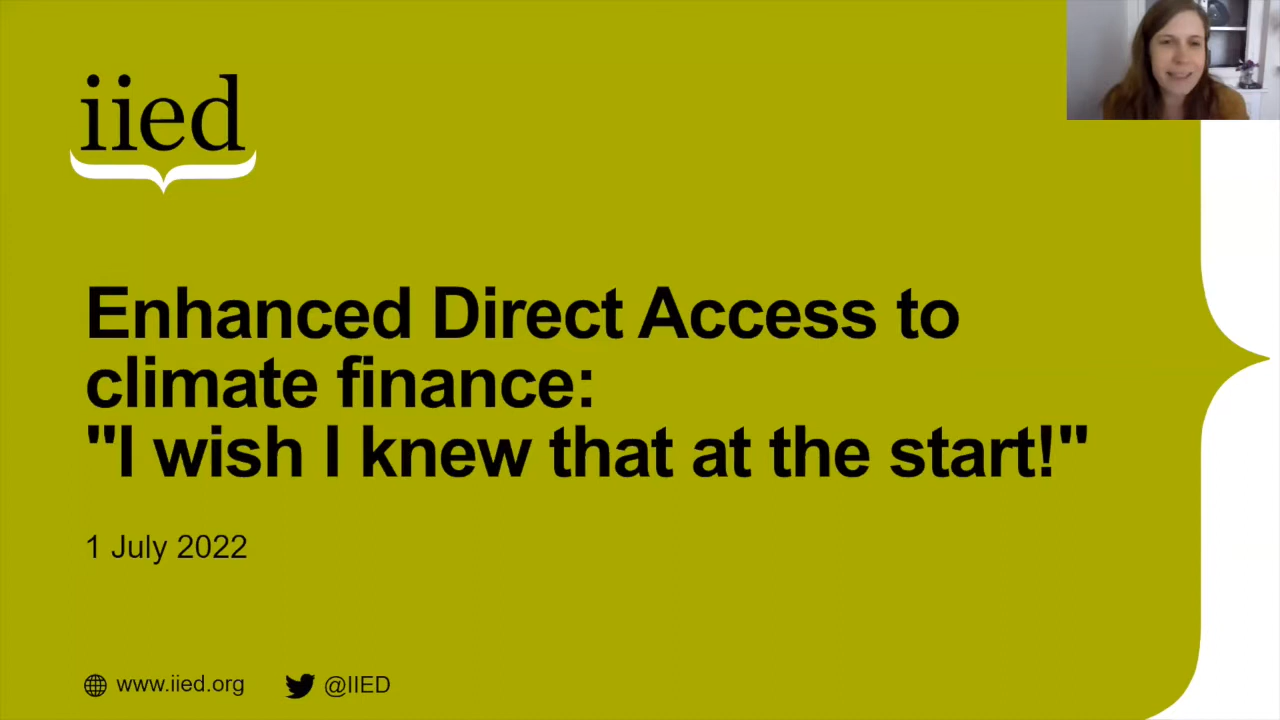 iied
Enhanced Direct Access to
climate finance:
"I wish I knew that at the start!"
1 July 2022
www.iied.org @IIED